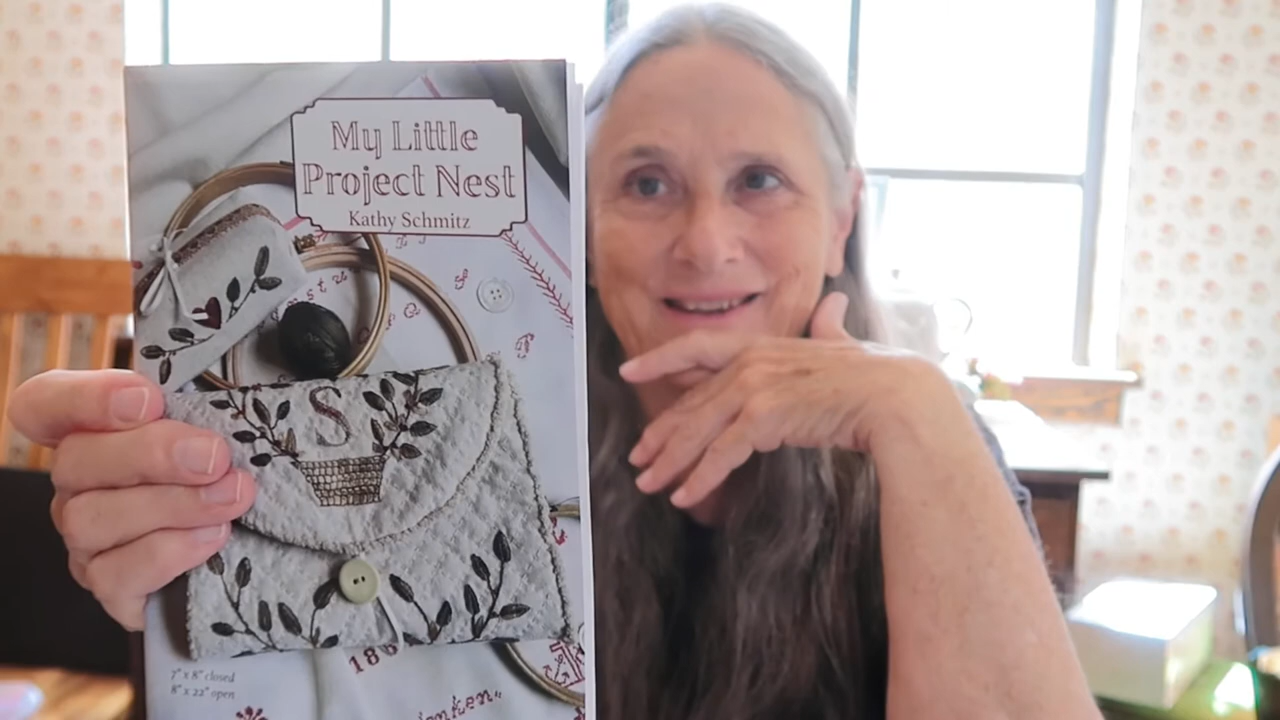 My Little
Project Nest
Kathy Schmitz
S
7" x 8" closed
8" x 22" open